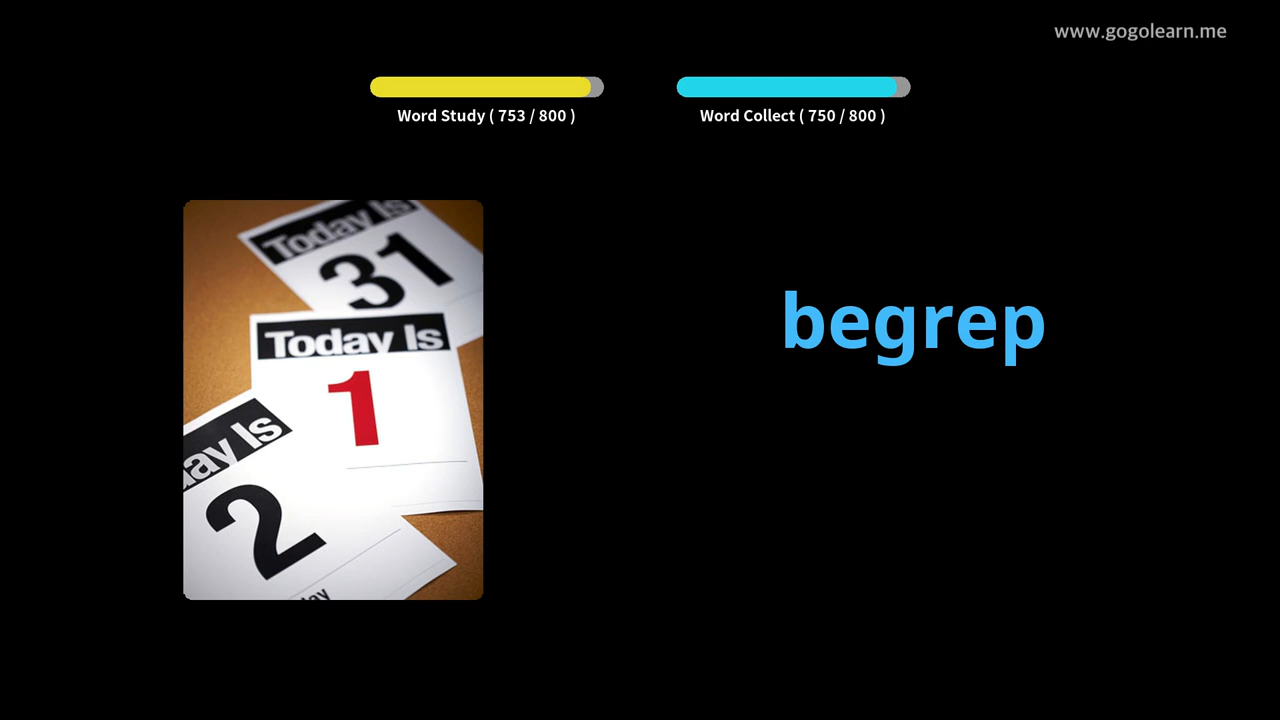 www.gogolearn.me
Word Study ( 753 / 800 )
Word Collect ( 750 / 800 )
Today Is
31
Today Is
1
day Is
2
begrep